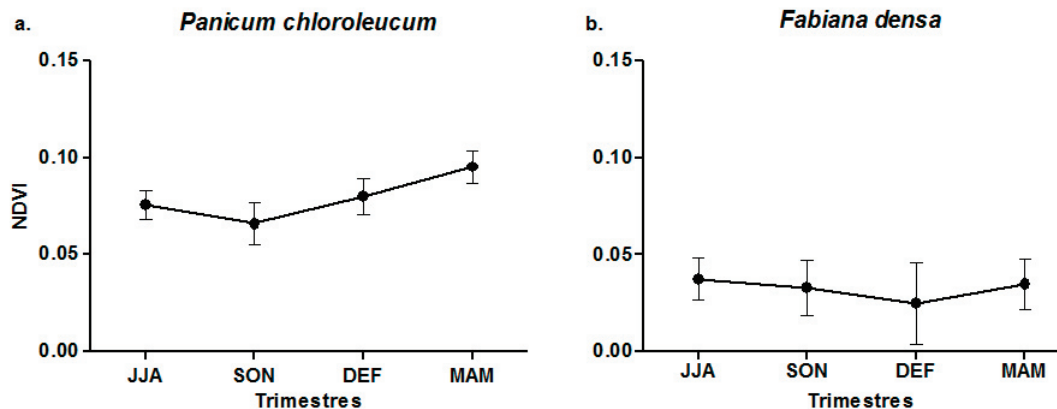 a. Panicum chloroleucum
b. Fabiana densa
NDVI
0.15
0.10
0.05
0.00
JJA SON DEF MAM
Trimestres
0.15
0.10
0.05
0.00
JJA SON DEF MAM
Trimestres